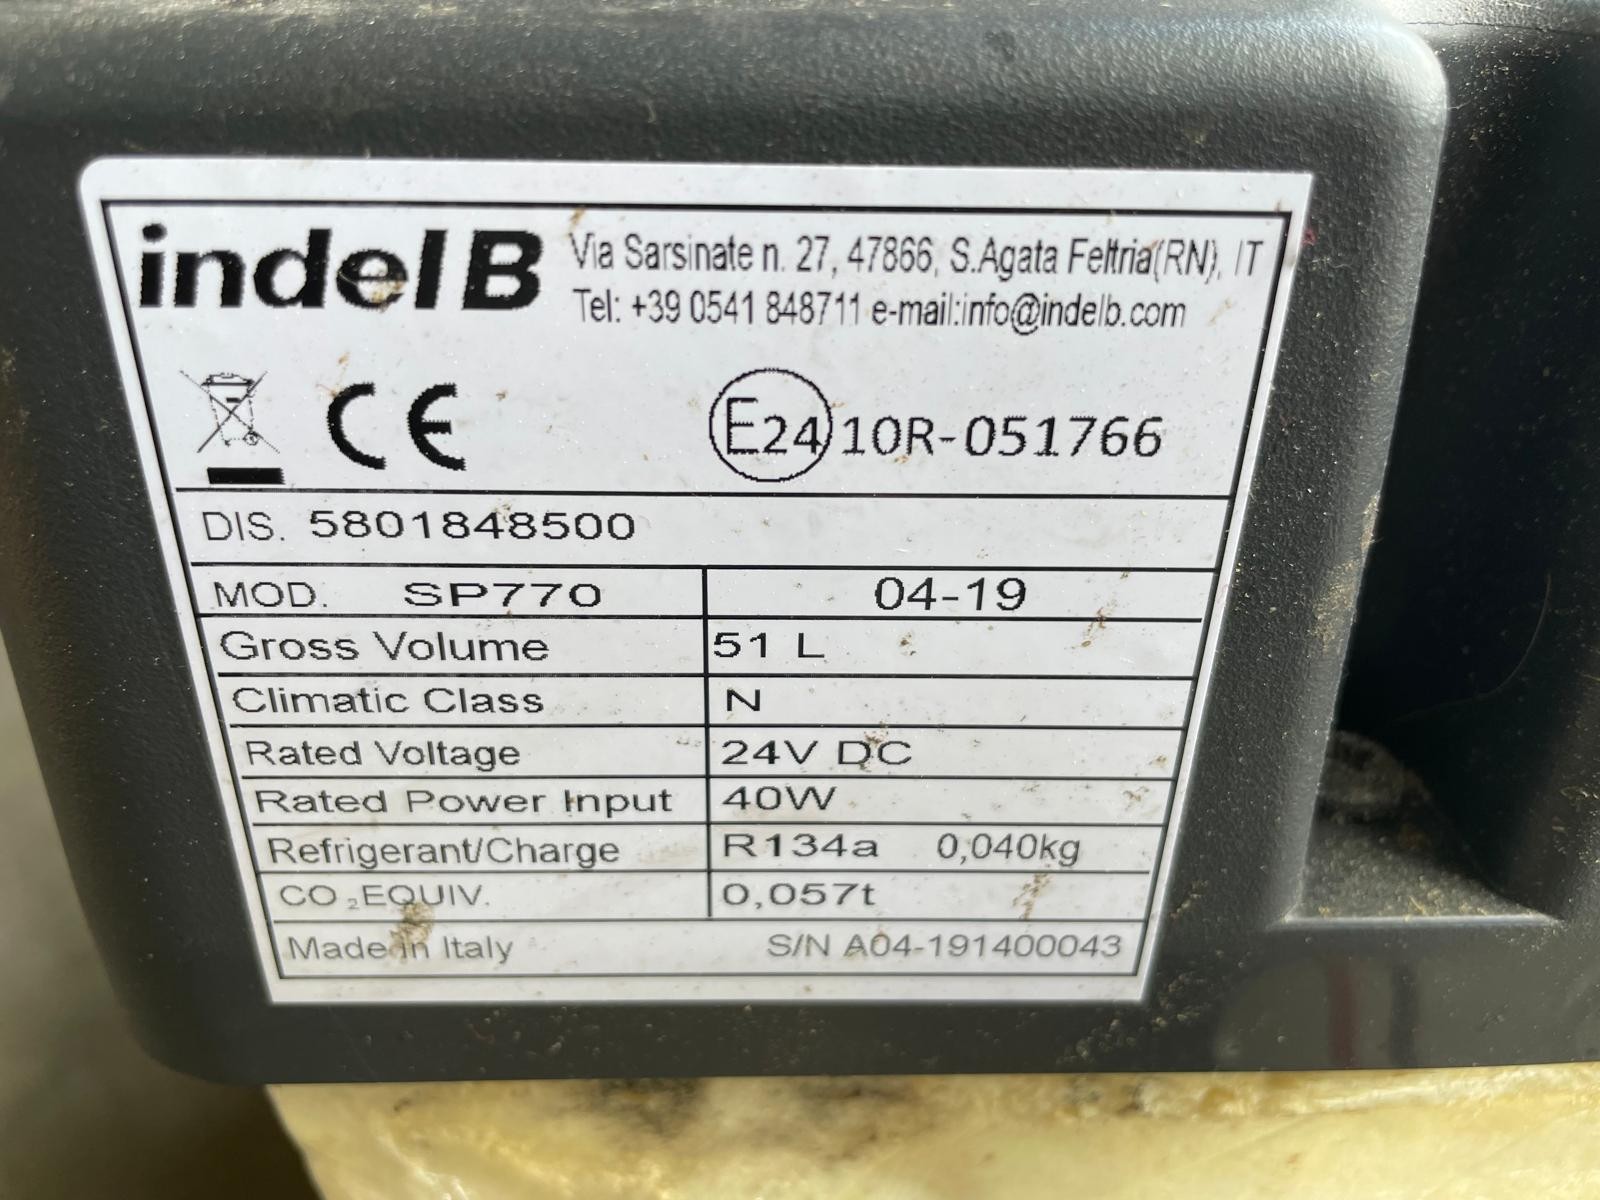 indel B
Via Sarsinate n. 27, 47866, S.Agata Feltria(RN), IT
Tel: +39 0541 848711 e-mail:info@indelb.com
CE
E24 10R-051766
DIS. 5801848500
MOD. SP770 04-19
Gross Volume 51 L
Climatic Class N
Rated Voltage 24V DC
Rated Power Input 40W
Refrigerant/Charge R134a 0,040kg
CO₂EQUIV. 0,057t
Made in Italy S/N A04-191400043